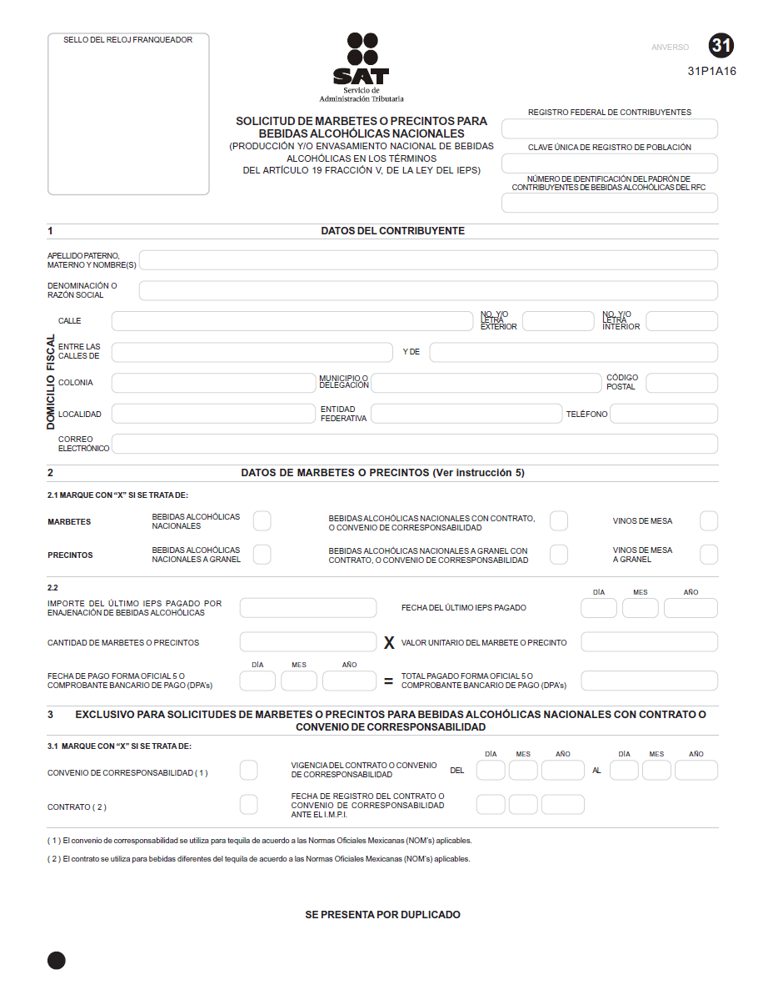 SELLO DEL RELOJ FRANQUEADOR
SAT
Servicio de
Administración Tributaria
ANVERSO
31
31P1A16
SOLICITUD DE MARBETES O PRECINTOS PARA
BEBIDAS ALCOHÓLICAS NACIONALES
(PRODUCCIÓN Y/O ENVASAMIENTO NACIONAL DE BEBIDAS
ALCOHÓLICAS EN LOS TÉRMINOS
DEL ARTÍCULO 19 FRACCIÓN V, DE LA LEY DEL IEPS)
REGISTRO FEDERAL DE CONTRIBUYENTES
CLAVE ÚNICA DE REGISTRO DE POBLACIÓN
NÚMERO DE IDENTIFICACIÓN DEL PADRÓN DE
CONTRIBUYENTES DE BEBIDAS ALCOHÓLICAS DEL RFC
1 DATOS DEL CONTRIBUYENTE
APELLIDO PATERNO,
MATERNO Y NOMBRE(S)
DENOMINACIÓN O
RAZÓN SOCIAL
DOMICILIO FISCAL
CALLE
NO. Y/O
LETRA
EXTERIOR
NO. Y/O
LETRA
INTERIOR
ENTRE LAS
CALLES DE
Y DE
COLONIA
MUNICIPIO O
DELEGACIÓN
CÓDIGO
POSTAL
LOCALIDAD
ENTIDAD
FEDERATIVA
TELÉFONO
CORREO
ELECTRÓNICO
2 DATOS DE MARBETES O PRECINTOS (Ver instrucción 5)
2.1 MARQUE CON “X” SI SE TRATA DE:
MARBETES
BEBIDAS ALCOHÓLICAS
NACIONALES
BEBIDAS ALCOHÓLICAS NACIONALES CON CONTRATO,
O CONVENIO DE CORRESPONSABILIDAD
VINOS DE MESA
PRECINTOS
BEBIDAS ALCOHÓLICAS
NACIONALES A GRANEL
BEBIDAS ALCOHÓLICAS NACIONALES A GRANEL CON
CONTRATO, O CONVENIO DE CORRESPONSABILIDAD
VINOS DE MESA
A GRANEL
2.2
IMPORTE DEL ÚLTIMO IEPS PAGADO POR
ENAJENACIÓN DE BEBIDAS ALCOHÓLICAS
FECHA DEL ÚLTIMO IEPS PAGADO
DÍA MES AÑO
CANTIDAD DE MARBETES O PRECINTOS
X
VALOR UNITARIO DEL MARBETE O PRECINTO
FECHA DE PAGO FORMA OFICIAL 5 O
COMPROBANTE BANCARIO DE PAGO (DPA's)
DÍA MES AÑO
=
TOTAL PAGADO FORMA OFICIAL 5 O
COMPROBANTE BANCARIO DE PAGO (DPA's)
3 EXCLUSIVO PARA SOLICITUDES DE MARBETES O PRECINTOS PARA BEBIDAS ALCOHÓLICAS NACIONALES CON CONTRATO O
CONVENIO DE CORRESPONSABILIDAD
3.1 MARQUE CON “X” SI SE TRATA DE:
CONVENIO DE CORRESPONSABILIDAD ( 1 )
VIGENCIA DEL CONTRATO O CONVENIO
DE CORRESPONSABILIDAD
DEL
DÍA MES AÑO
AL
DÍA MES AÑO
CONTRATO ( 2 )
FECHA DE REGISTRO DEL CONTRATO O
CONVENIO DE CORRESPONSABILIDAD
ANTE EL I.M.P.I.
( 1 ) El convenio de corresponsabilidad se utiliza para tequila de acuerdo a las Normas Oficiales Mexicanas (NOM's) aplicables.
( 2 ) El contrato se utiliza para bebidas diferentes del tequila de acuerdo a las Normas Oficiales Mexicanas (NOM's) aplicables.
SE PRESENTA POR DUPLICADO